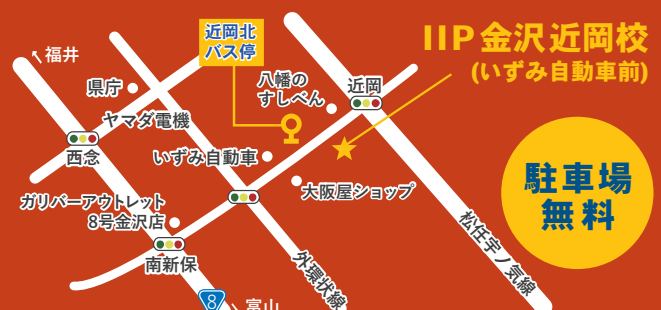 近岡北
バス停
IIP金沢近岡校
(いずみ自動車前)
↖福井
県庁
八幡の
すしべん
近岡
ヤマダ電機
西念
いずみ自動車
大阪屋ショップ
駐車場
無料
ガリバーアウトレット
8号金沢店
南新保
外環状線
松任宇ノ気線
8
↘富山